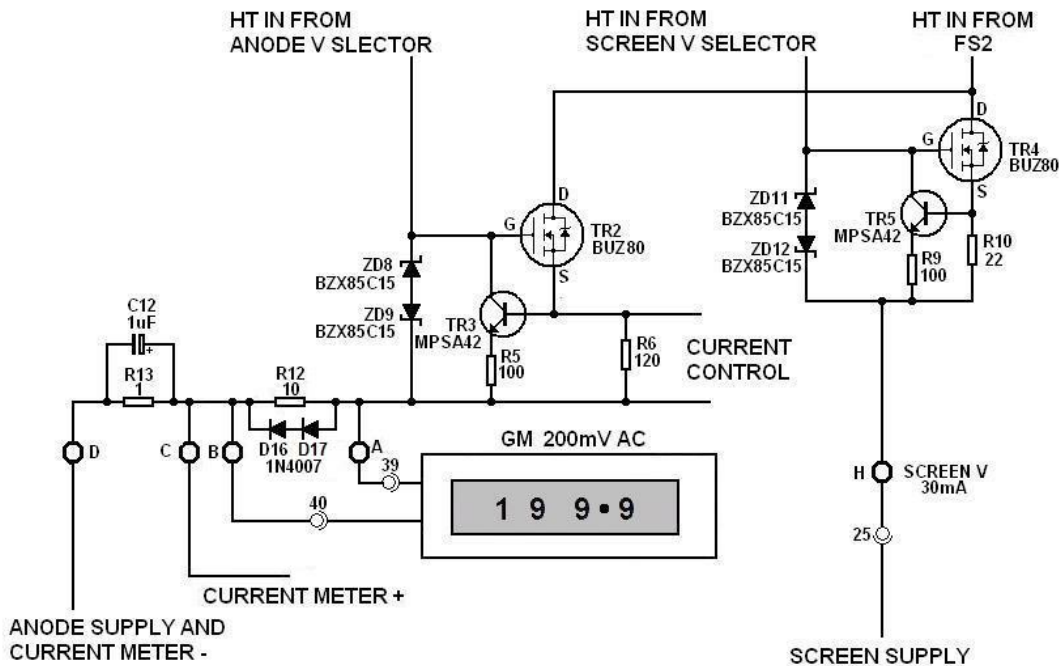 HT IN FROM
ANODE V SLECTOR
HT IN FROM
SCREEN V SELECTOR
HT IN FROM
FS2
D
G
TR4
BUZ80
S
ZD11
BZX85C15
TR5
MPSA42
ZD12
BZX85C15
R9
100
R10
22
D
G
TR2
BUZ80
S
ZD8
BZX85C15
ZD9
BZX85C15
TR3
MPSA42
R5
100
R6
120
CURRENT
CONTROL
C12
1uF
+
R13
1
R12
10
D16
D17
1N4007
D
C
B
A
39
40
GM 200mV AC
1 9 9•9
H
SCREEN V
30mA
25
CURRENT METER +
ANODE SUPPLY AND
CURRENT METER -
SCREEN SUPPLY